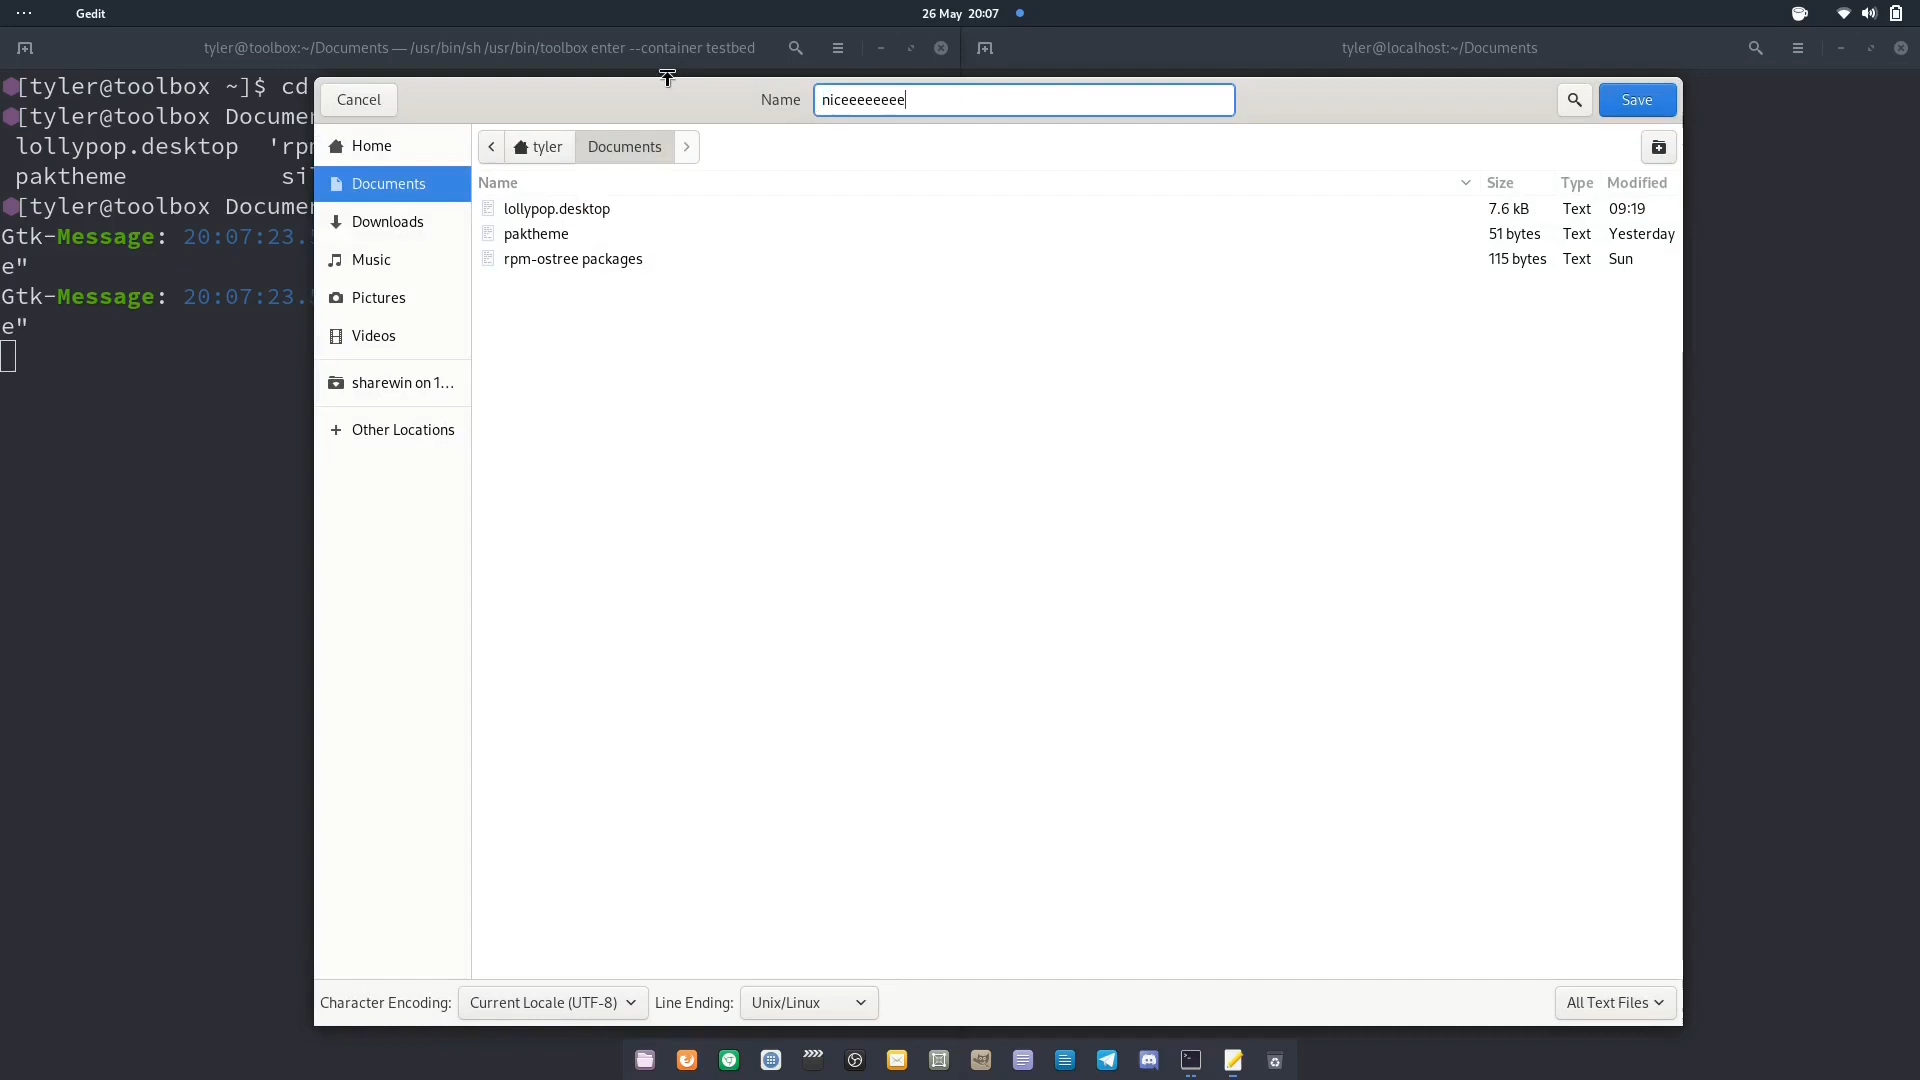 Gedit
26 May 20:07
tyler@toolbox:~/Documents — /usr/bin/sh /usr/bin/toolbox enter --container testbed
tyler@localhost:~/Documents
[tyler@toolbox ~]$ cd
[tyler@toolbox Documen
lollypop.desktop 'rpm
paktheme sil
[tyler@toolbox Documen
Gtk-Message: 20:07:23.
e"
Gtk-Message: 20:07:23.
e"
Cancel
Name
niceeeeeeee
Save
Home
Documents
Downloads
Music
Pictures
Videos
sharewin on 1...
Other Locations
tyler
Documents
Name Size Type Modified
lollypop.desktop 7.6 kB Text 09:19
paktheme 51 bytes Text Yesterday
rpm-ostree packages 115 bytes Text Sun
Character Encoding: Current Locale (UTF-8) Line Ending: Unix/Linux
All Text Files